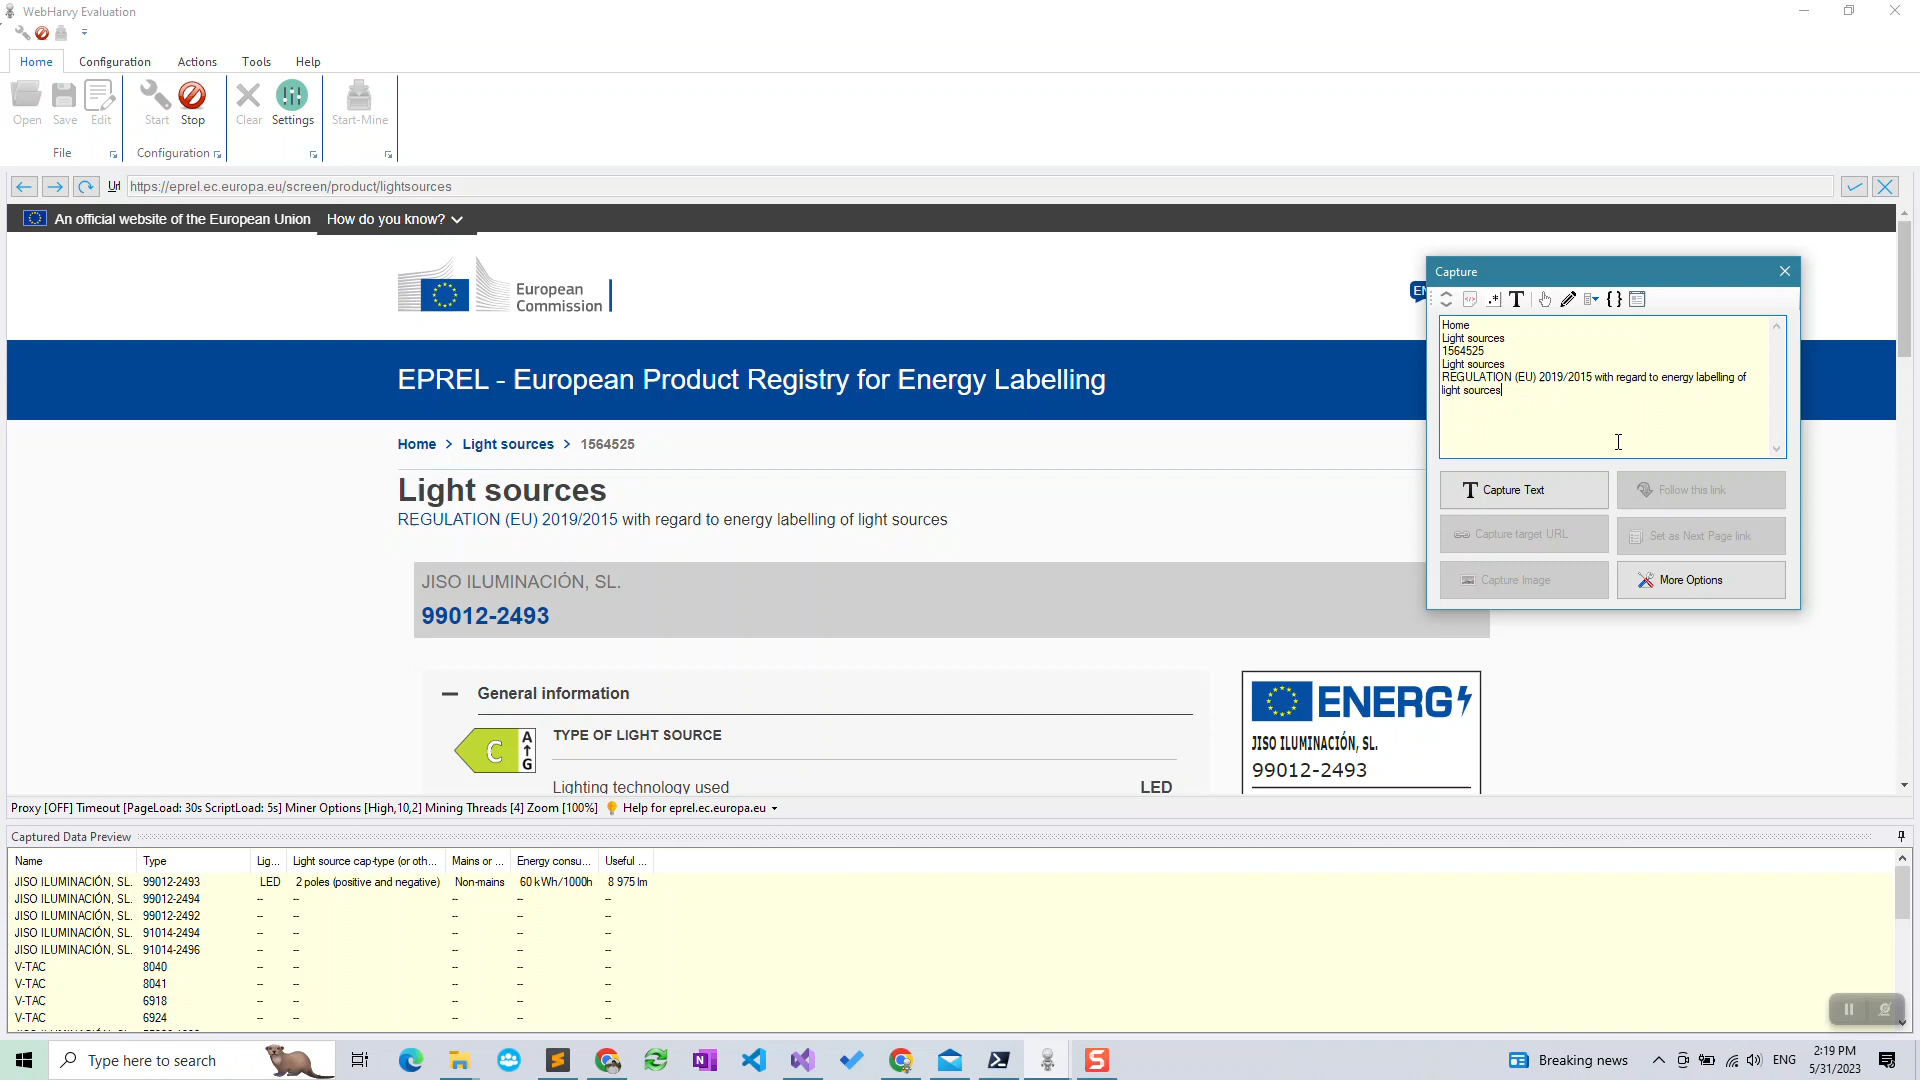 WebHarvy Evaluation
Home Configuration Actions Tools Help
Open Save Edit Start Stop Clear Settings Start-Mine
File Configuration
Url https://eprel.ec.europa.eu/screen/product/lightsources
An official website of the European Union How do you know?
European
Commission
EN
EPREL - European Product Registry for Energy Labelling
Home > Light sources > 1564525
Light sources
REGULATION (EU) 2019/2015 with regard to energy labelling of light sources
JISO ILUMINACIÓN, SL.
99012-2493
General information
C A G
TYPE OF LIGHT SOURCE
Lighting technology used LED
ENERG
JISO ILUMINACIÓN, SL.
99012-2493
Capture
Home
Light sources
1564525
Light sources
REGULATION (EU) 2019/2015 with regard to energy labelling of
light sources
Capture Text Follow this link
Capture target URL Set as Next Page link
Capture Image More Options
Proxy [OFF] Timeout [PageLoad: 30s ScriptLoad: 5s] Miner Options [High,10,2] Mining Threads [4] Zoom [100%] Help for eprel.ec.europa.eu
Captured Data Preview
Name Type Lig... Light source cap-type (or oth... Mains or ... Energy consu... Useful ...
JISO ILUMINACIÓN, SL. 99012-2493 LED 2 poles (positive and negative) Non-mains 60 kWh/1000h 8 975 lm
JISO ILUMINACIÓN, SL. 99012-2494 -- -- -- -- --
JISO ILUMINACIÓN, SL. 99012-2492 -- -- -- -- --
JISO ILUMINACIÓN, SL. 91014-2494 -- -- -- -- --
JISO ILUMINACIÓN, SL. 91014-2496 -- -- -- -- --
V-TAC 8040 -- -- -- -- --
V-TAC 8041 -- -- -- -- --
V-TAC 6918 -- -- -- -- --
V-TAC 6924 -- -- -- -- --
Type here to search Breaking news ENG 2:19 PM
5/31/2023